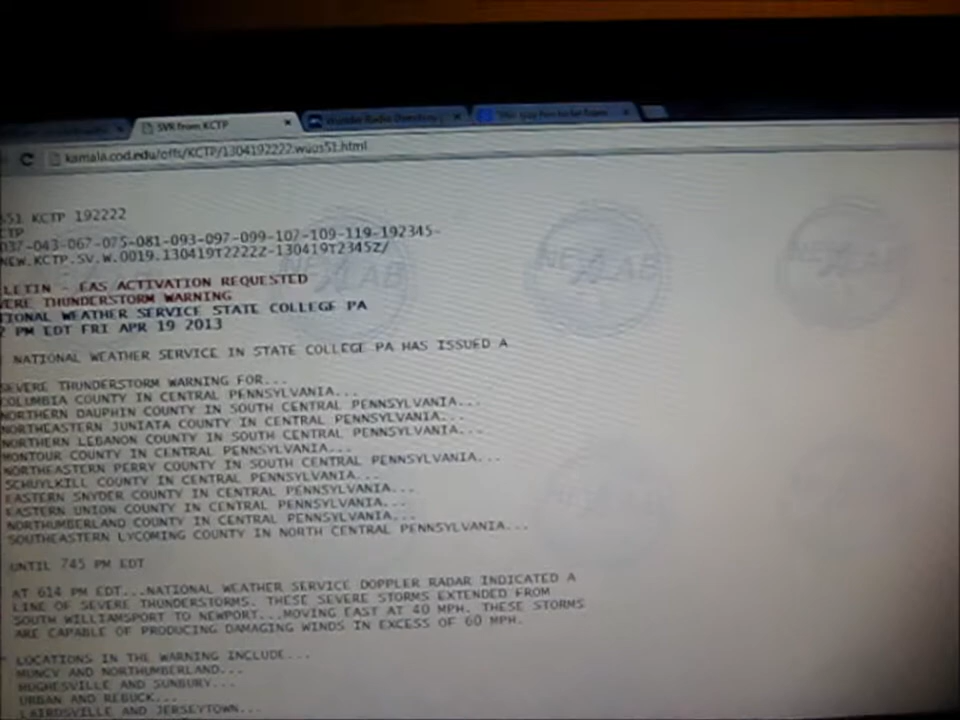 SVR from KCTP
Wunder Radio Directory
kamala.cod.edu/offs/KCTP/1304192222.wuus51.html
51 KCTP 192222
CTP
037-043-067-075-081-093-097-099-107-109-119-192345-
NEW.KCTP.SV.W.0019.130419T2222Z-130419T2345Z/
LLETIN - EAS ACTIVATION REQUESTED
VERE THUNDERSTORM WARNING
TIONAL WEATHER SERVICE STATE COLLEGE PA
2 PM EDT FRI APR 19 2013
NATIONAL WEATHER SERVICE IN STATE COLLEGE PA HAS ISSUED A
SEVERE THUNDERSTORM WARNING FOR...
COLUMBIA COUNTY IN CENTRAL PENNSYLVANIA...
NORTHERN DAUPHIN COUNTY IN SOUTH CENTRAL PENNSYLVANIA...
NORTHEASTERN JUNIATA COUNTY IN CENTRAL PENNSYLVANIA...
NORTHERN LEBANON COUNTY IN SOUTH CENTRAL PENNSYLVANIA...
MONTOUR COUNTY IN CENTRAL PENNSYLVANIA...
NORTHEASTERN PERRY COUNTY IN SOUTH CENTRAL PENNSYLVANIA...
SCHUYLKILL COUNTY IN CENTRAL PENNSYLVANIA...
EASTERN SNYDER COUNTY IN CENTRAL PENNSYLVANIA...
EASTERN UNION COUNTY IN CENTRAL PENNSYLVANIA...
NORTHUMBERLAND COUNTY IN CENTRAL PENNSYLVANIA...
SOUTHEASTERN LYCOMING COUNTY IN NORTH CENTRAL PENNSYLVANIA...
UNTIL 745 PM EDT
AT 614 PM EDT...NATIONAL WEATHER SERVICE DOPPLER RADAR INDICATED A
LINE OF SEVERE THUNDERSTORMS. THESE SEVERE STORMS EXTENDED FROM
SOUTH WILLIAMSPORT TO NEWPORT...MOVING EAST AT 40 MPH. THESE STORMS
ARE CAPABLE OF PRODUCING DAMAGING WINDS IN EXCESS OF 60 MPH.
* LOCATIONS IN THE WARNING INCLUDE...
MUNCY AND NORTHUMBERLAND...
HUGHESVILLE AND SUNBURY...
URBAN AND REBUCK...
LAIRDSVILLE AND JERSEYTOWN...
NEXLAB
NEXLAB
NEXLAB